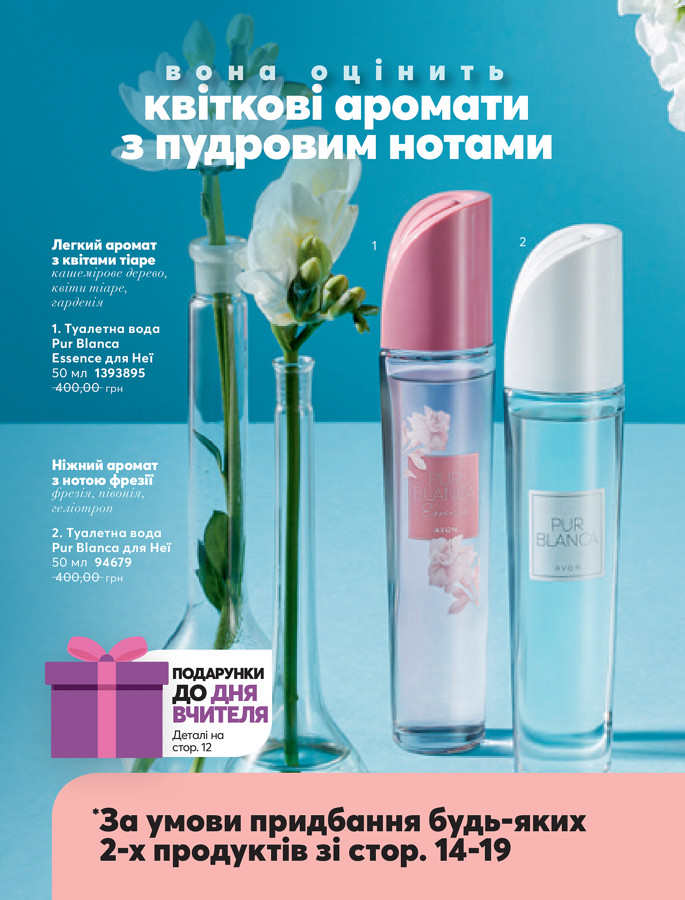 вона оцінить
квіткові аромати
з пудровим нотами
Легкий аромат
з квітами тіаре
кашемірове дерево,
квіти тіаре,
гарденія
1. Туалетна вода
Pur Blanca
Essence для Неї
50 мл 1393895
400,00 грн
Ніжний аромат
з нотою фрезії
фрезія, півонія,
геліотроп
2. Туалетна вода
Pur Blanca для Неї
50 мл 94679
400,00 грн
1
2
PUR
BLANCA
Essence
AVON
PUR
BLANCA
AVON
ПОДАРУНКИ
ДО ДНЯ
ВЧИТЕЛЯ
Деталі на
стор. 12
*За умови придбання будь-яких
2-х продуктів зі стор. 14-19